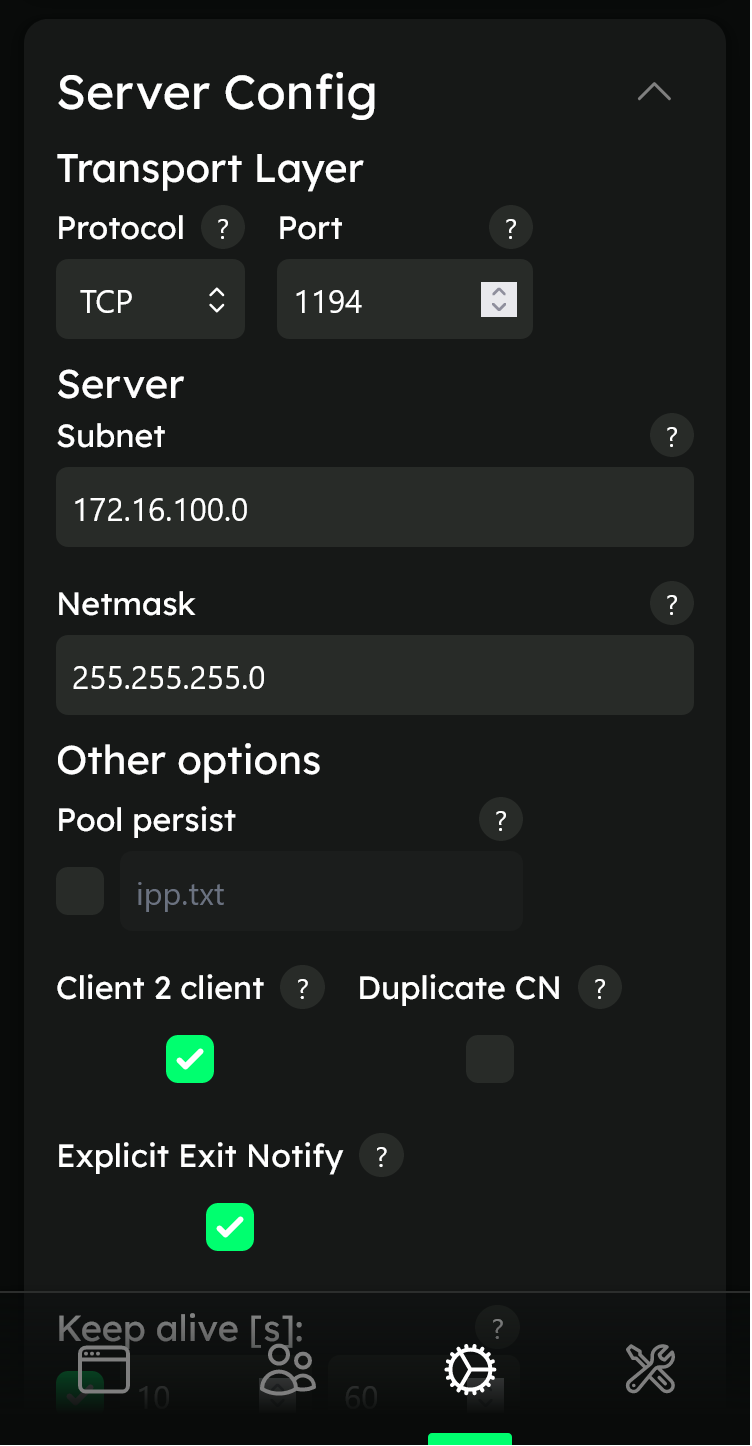 Server Config
Transport Layer
Protocol ? Port ?
TCP 1194
Server
Subnet ?
172.16.100.0
Netmask ?
255.255.255.0
Other options
Pool persist ?
ipp.txt
Client 2 client ? Duplicate CN ?
Explicit Exit Notify ?
Keep alive [s]: ?
10 60